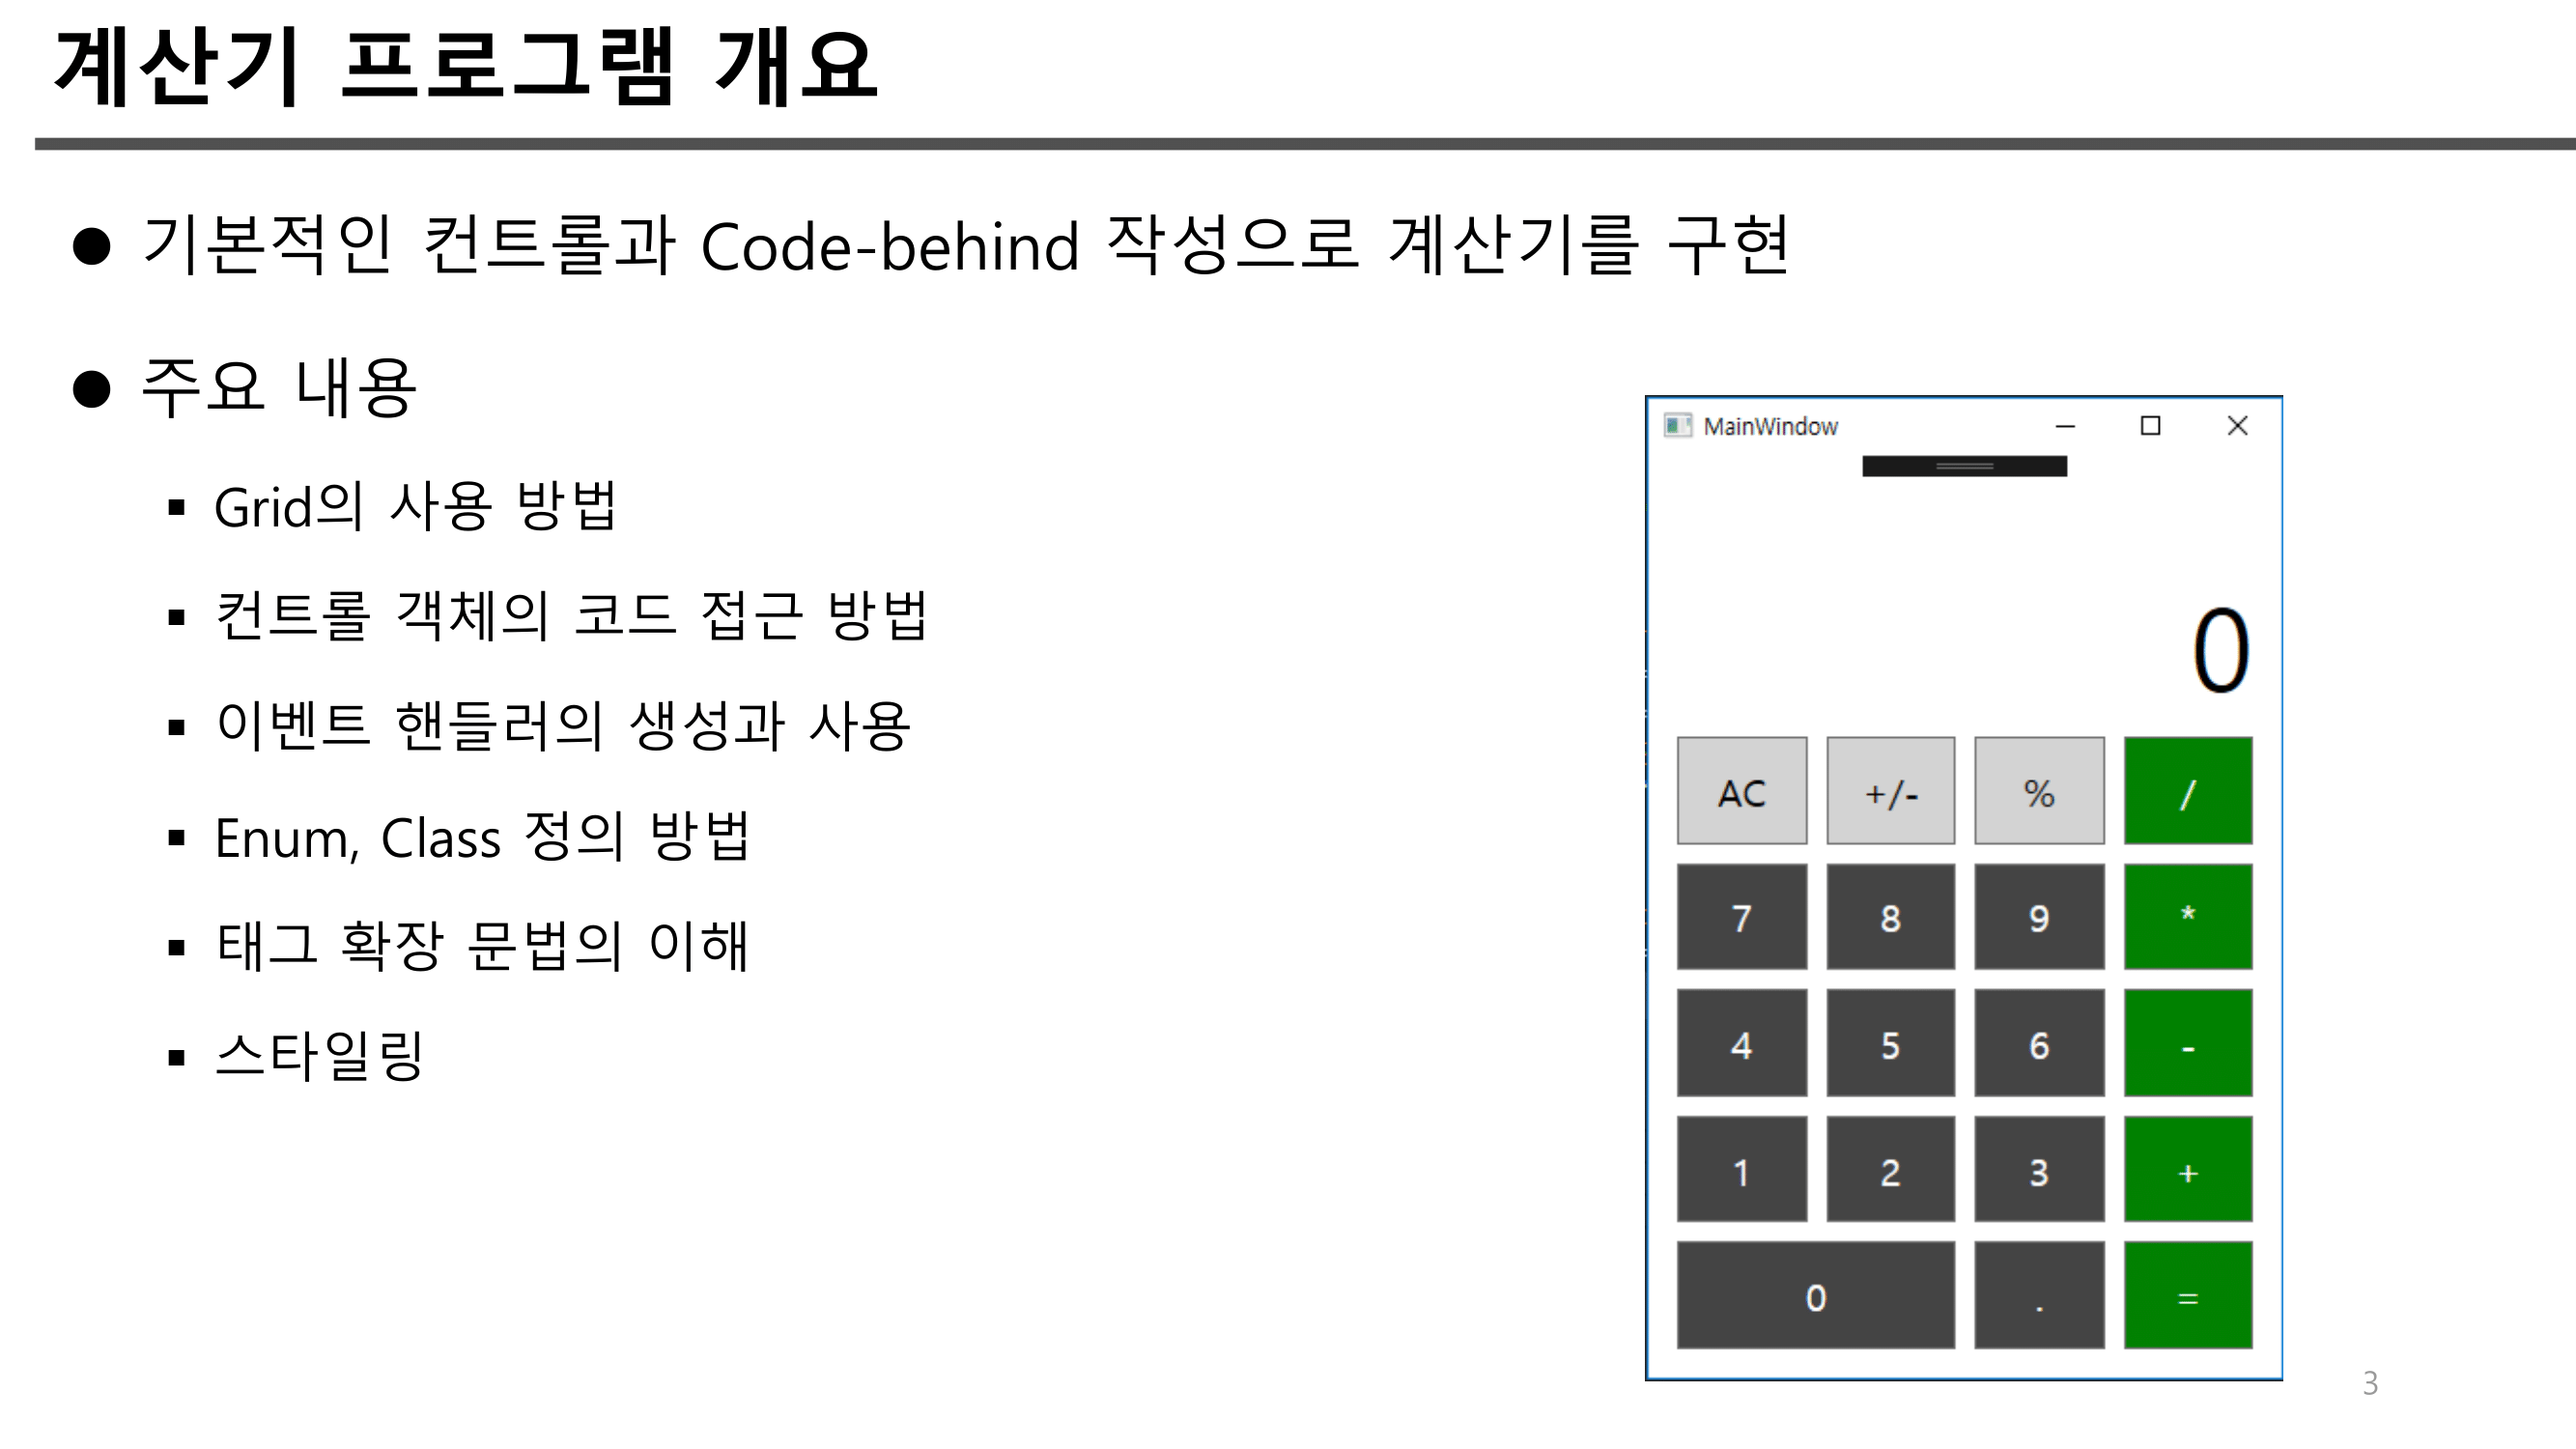 계산기 프로그램 개요
● 기본적인 컨트롤과 Code-behind 작성으로 계산기를 구현
● 주요 내용
▪ Grid의 사용 방법
▪ 컨트롤 객체의 코드 접근 방법
▪ 이벤트 핸들러의 생성과 사용
▪ Enum, Class 정의 방법
▪ 태그 확장 문법의 이해
▪ 스타일링
MainWindow
0
AC +/- % /
7 8 9 *
4 5 6 -
1 2 3 +
0 . =
3